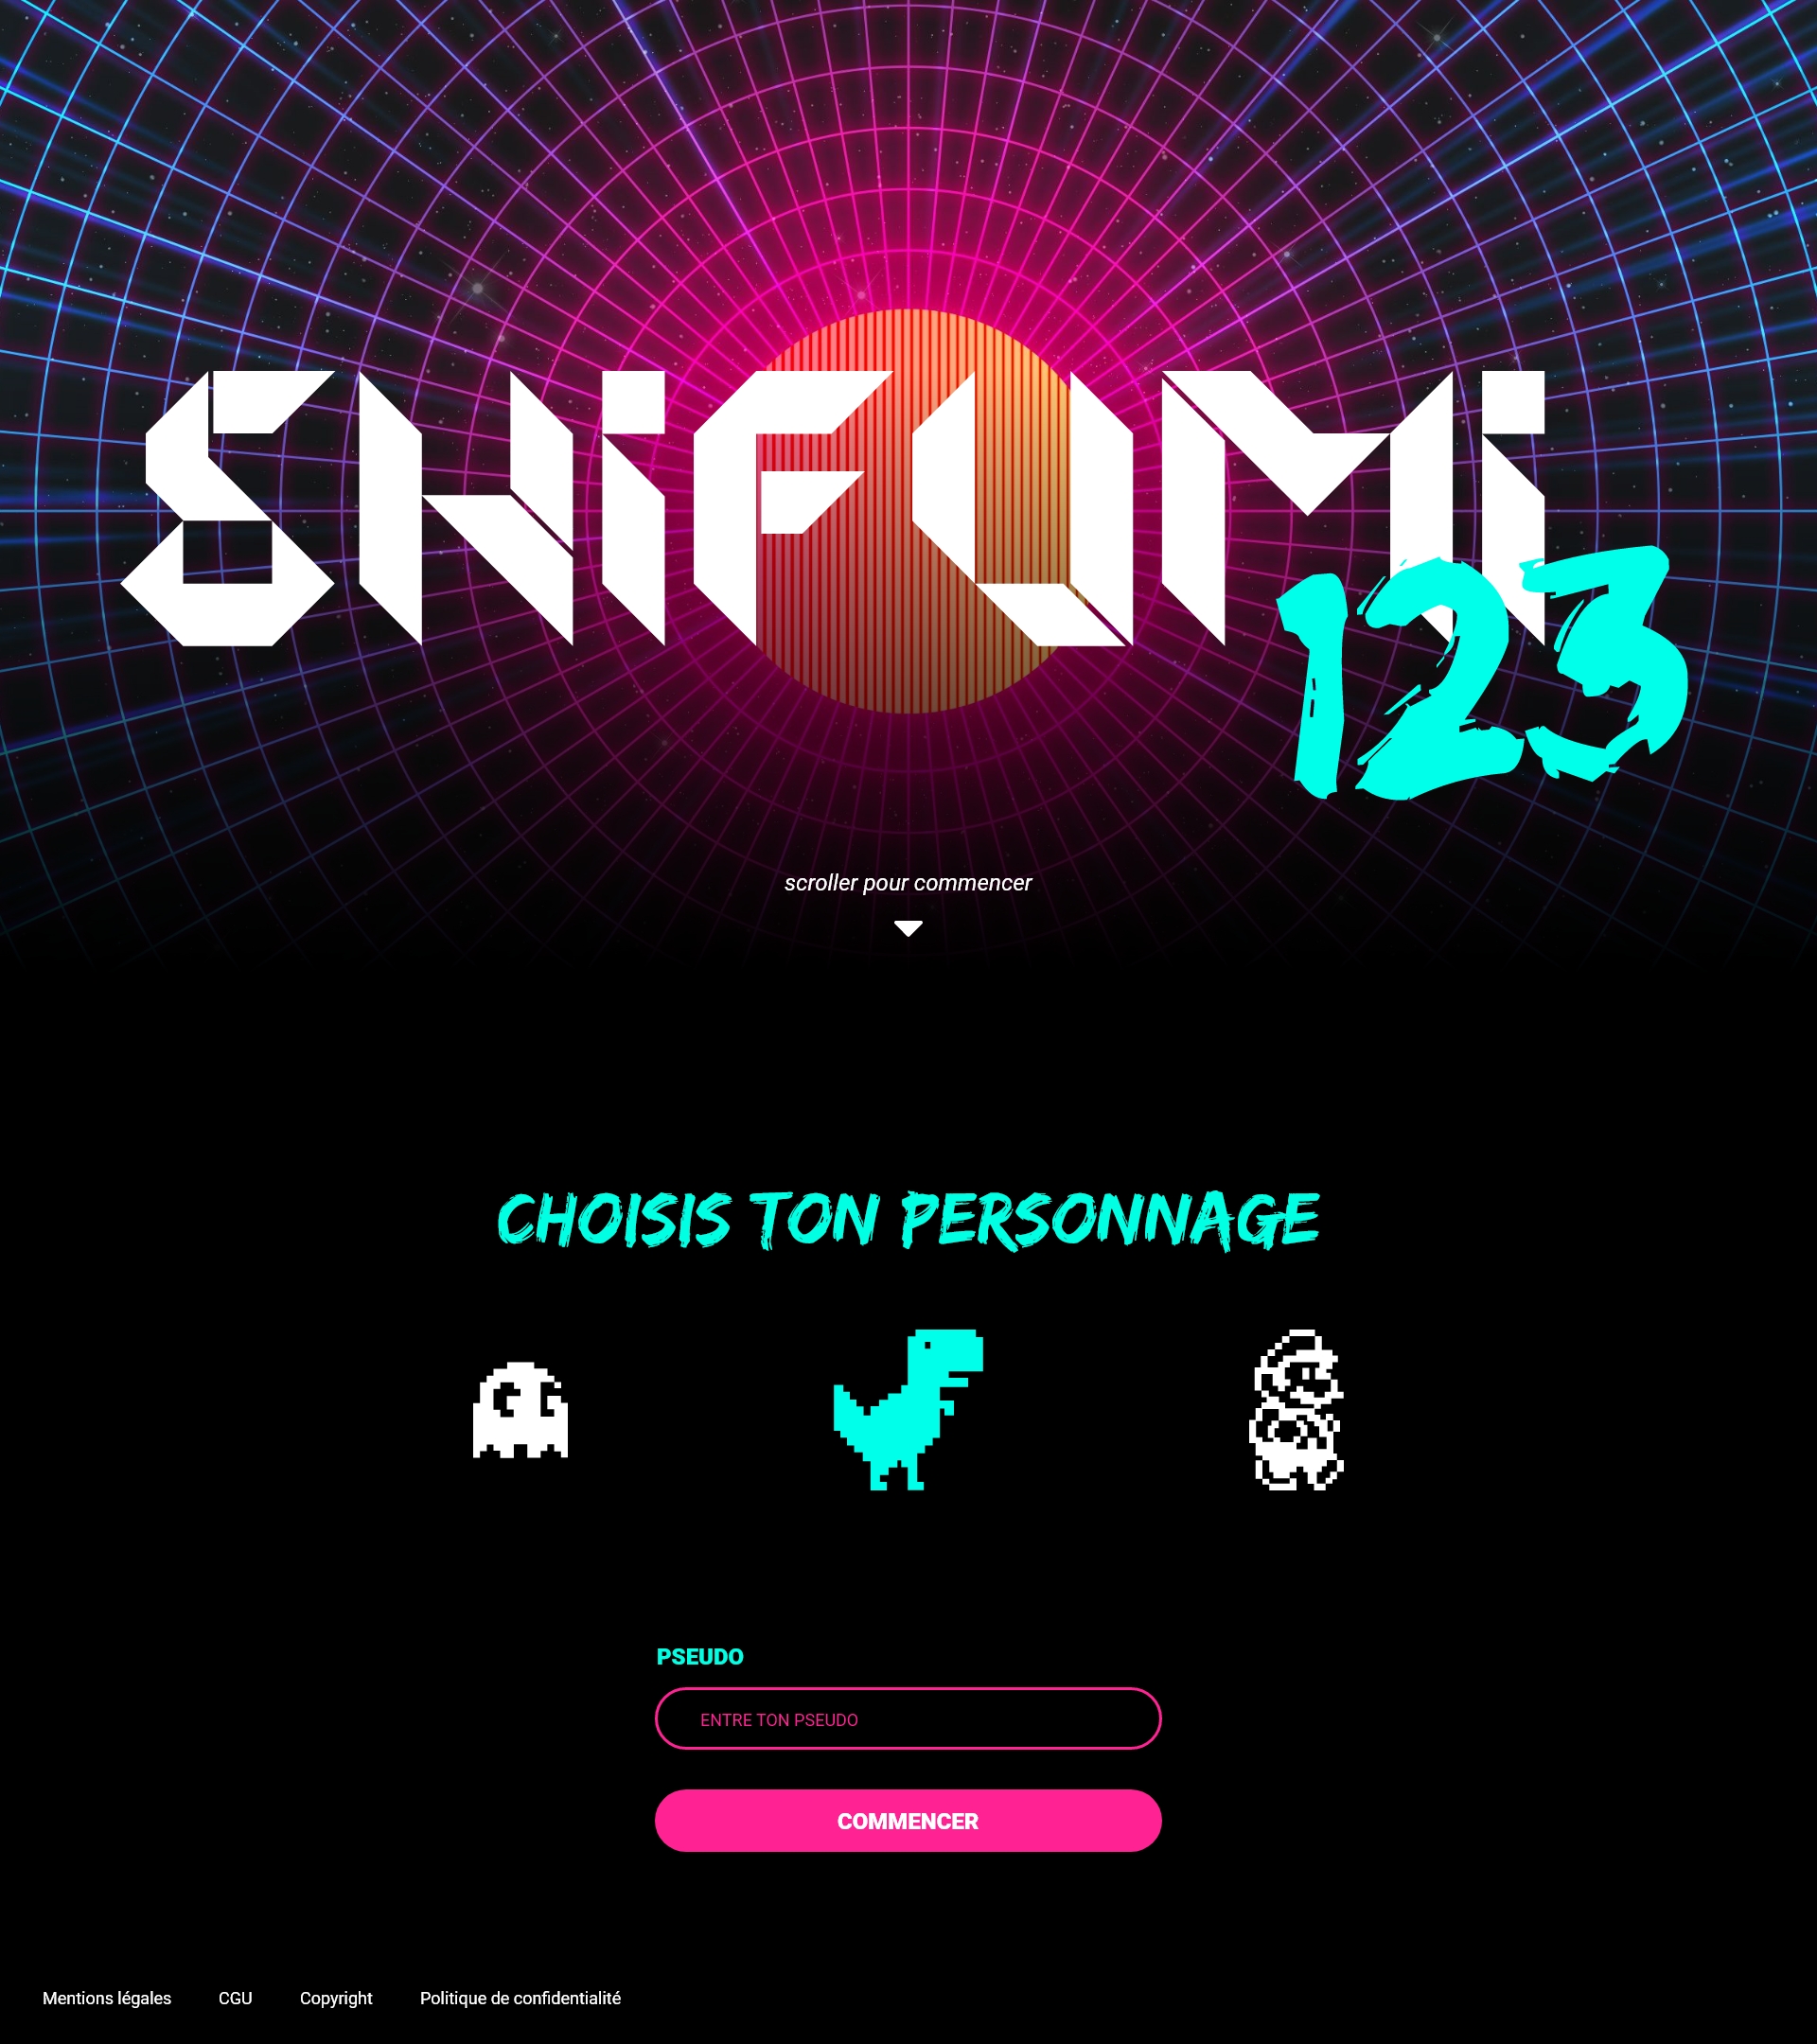 SHiFUMi
123
scroller pour commencer
CHOISIS TON PERSONNAGE
PSEUDO
ENTRE TON PSEUDO
COMMENCER
Mentions légales CGU Copyright Politique de confidentialité